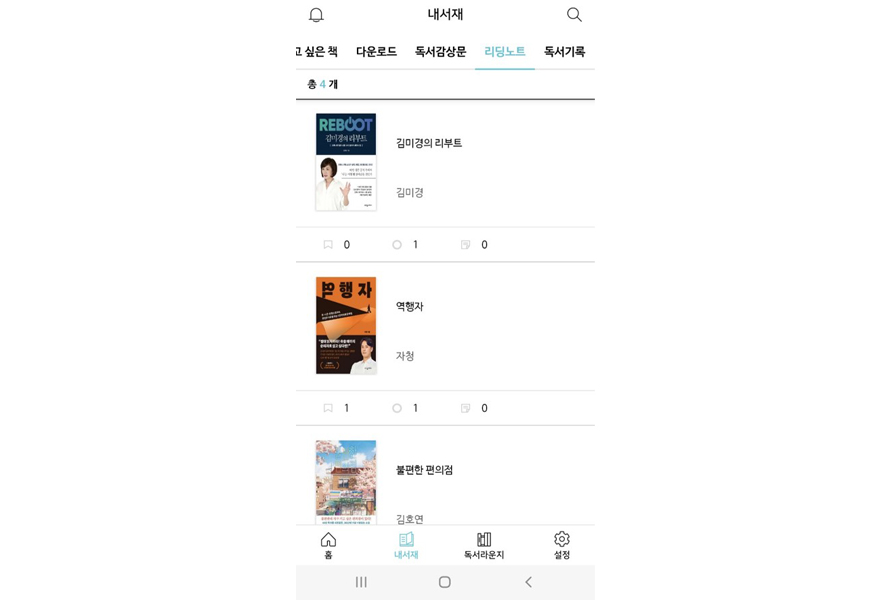 내서재
고 싶은 책 다운로드 독서감상문 리딩노트 독서기록
총 4 개
REBOOT
김미경의 리부트
김미경의 리부트
김미경
0 1 0
역행자
역행자
자청
1 1 0
불편한 편의점
김호연
홈 내서재 독서라운지 설정